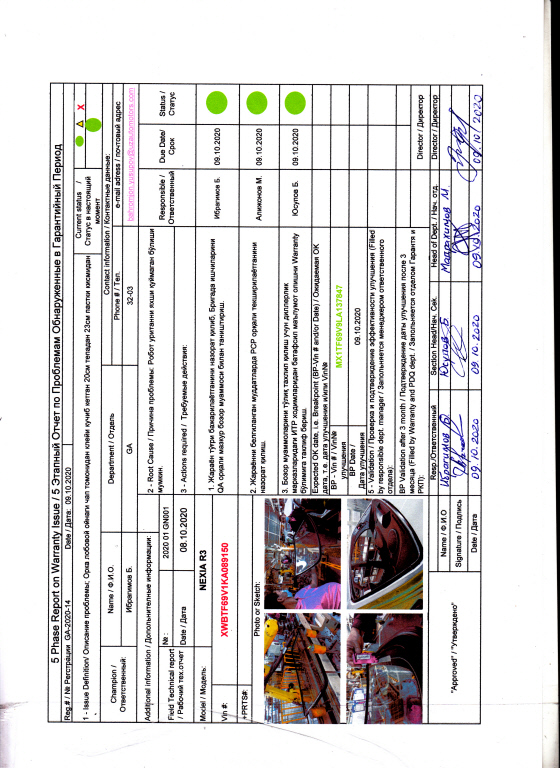 5 Phase Report on Warranty Issue / 5 Этапный Отчет по Проблемам Обнаруженные в Гарантийный Период
Reg.# / № Регстрации GA-2020-14 Date / Дата: 09.10.2020
1 - Issue Definition/ Описание проблемы; Орка лобовой ойнаги чап томонидан клейи кучиб кетган 20см тепадан 23см пастки кисмидан
Current status /
Статус в настоящий
момент
X
Champion /
Ответственный:
Name / Ф.И.О.
Department / Отдель
Contact information / Контактные данные:
Phone # / Тел.
e-mail adress / почтовый адрес
Ибрагимов Б.
GA
32-03
bahromjon.yusupov@uzautomotors.com
Additional information / Допольнителные информации:
Field Technical report
/ Рабочий тех.отчет
№ :
2020 01 GN001
Date / Дата
08.10.2020
2 - Root Cause / Причина проблемы: Робот уританни яхши қуймаган бўлиши
мумкин.
3 - Actions required / Требуемые действия:
Responsible /
Ответственный
Due Date/
Срок
Status /
Статус
Model / Модель:
NEXIA R3
Vin #:
XWBTF69V1KA089150
+PRTS#:
Photo or Sketch:
1. Жараён тўғри бажарилаётганини назорат қилиб, Бригада ишчиларини
QA орқали мазкур бозор муаммоси билан таништириш.
Ибрагимов Б.
09.10.2020
2. Жараённи белгиланган муддатларда PCP орқали текширилаётганини
назорат қилиш.
Алижонов М.
09.10.2020
3. Бозор муаммоларини тўлиқ тахлил қилиш учун диллерлик
марказларидаги ИТР ходимларидан батафсил маълумот олишни Warranty
бўлимига таклиф бериш.
Юсупов Б.
09.10.2020
Expected OK date, i.e. Breakpoint (BP-Vin # and/or Date) / Ожидаемая ОК
дата, т.е. дата улучшения и/или Vin№
BP - Vin # / Vin№
улучшения
MX1TF69V9LA137847
BP Date /
Дата улучшения
09.10.2020
5 - Validation / Проверка и подтверждение эффективности улучшения (Filled
by responsible dept. manager / Запольняется менеджером ответственного
отдела):
BP Validation after 3 month / Подтверждение даты улучшения после 3
месяца (Filled by Warranty and PDQ dept. / Запольняется отделом Гарантя и
РКП):
Director / Директор
"Approved" / "Утверждено"
Resp./Ответственный
Section Head/Нач. Сек.
Head of Dept. / Нач. отд.
Director / Директор
Name / Ф.И.О
Ибрагимов Б.
Юсупов Б
Мадрахимов М.
Signature / Подпись
Date / Дата
09.10.2020
09.10.2020
09.10.2020
09.10.2020